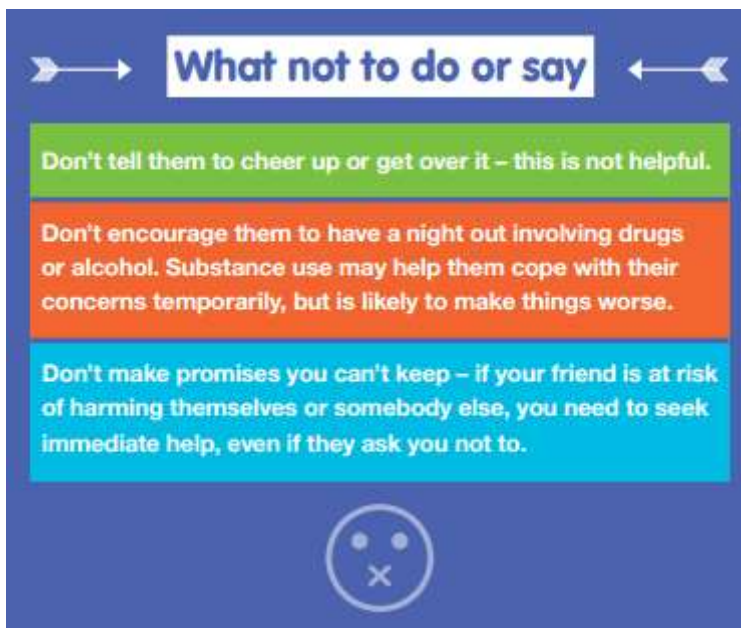 What not to do or say
Don't tell them to cheer up or get over it – this is not helpful.
Don't encourage them to have a night out involving drugs
or alcohol. Substance use may help them cope with their
concerns temporarily, but is likely to make things worse.
Don't make promises you can't keep – if your friend is at risk
of harming themselves or somebody else, you need to seek
immediate help, even if they ask you not to.